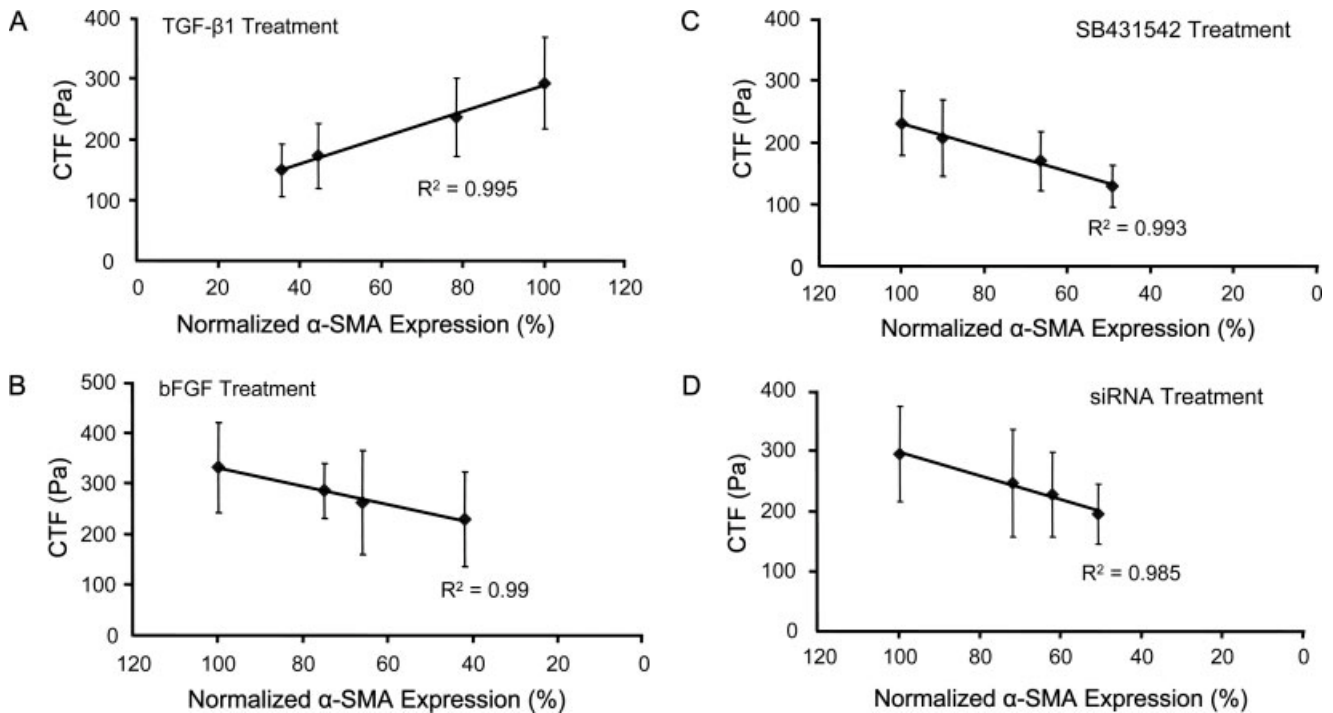 A
TGF-β1 Treatment
400
300
200
100
0
CTF (Pa)
R² = 0.995
0 20 40 60 80 100 120
Normalized α-SMA Expression (%)
B
bFGF Treatment
500
400
300
200
100
0
CTF (Pa)
R² = 0.99
120 100 80 60 40 20 0
Normalized α-SMA Expression (%)
C
SB431542 Treatment
400
300
200
100
0
CTF (Pa)
R² = 0.993
120 100 80 60 40 20 0
Normalized α-SMA Expression (%)
D
siRNA Treatment
400
300
200
100
0
CTF (Pa)
R² = 0.985
120 100 80 60 40 20 0
Normalized α-SMA Expression (%)